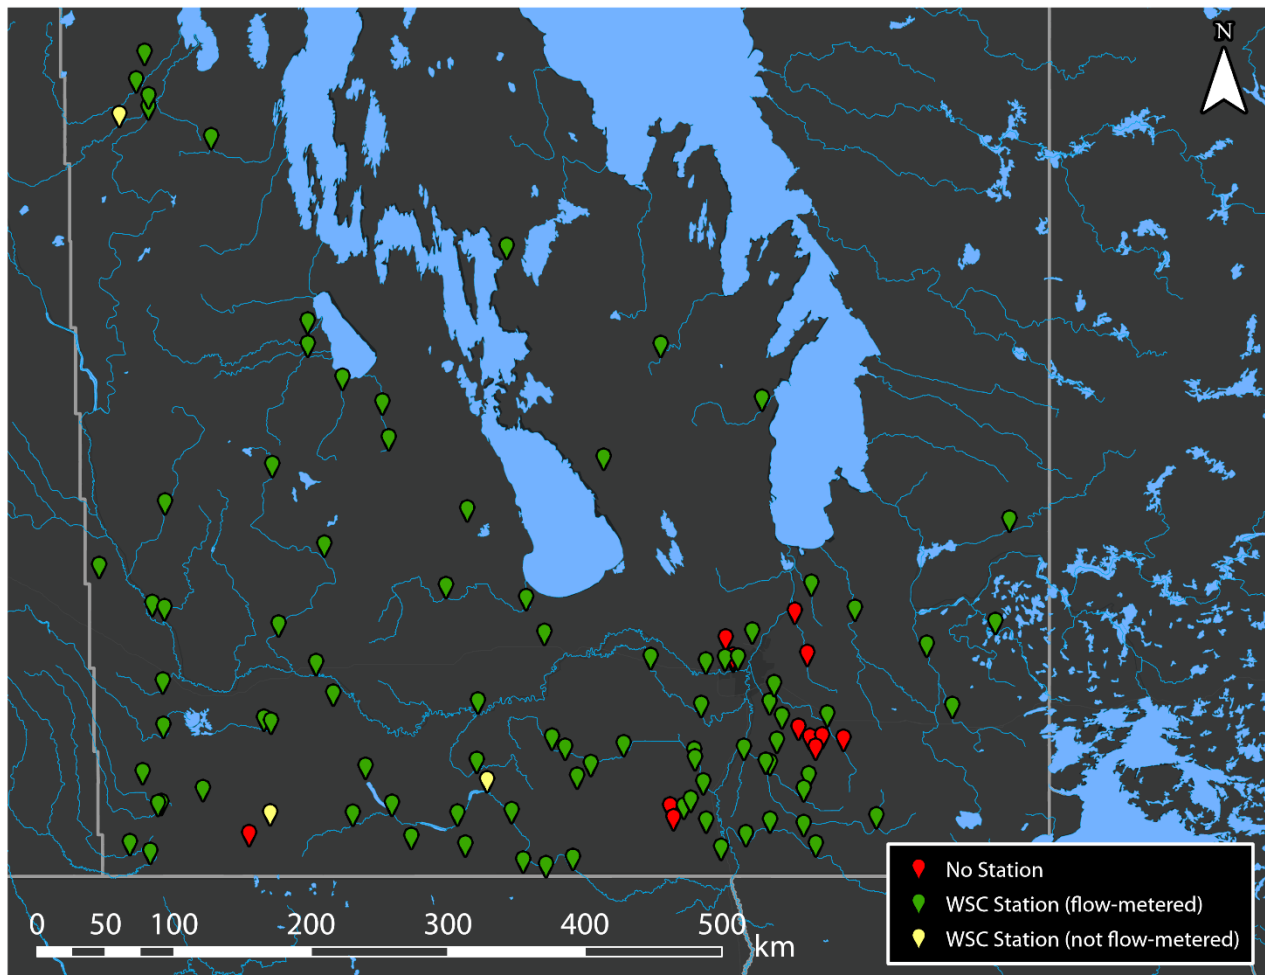 N
No Station
WSC Station (flow-metered)
WSC Station (not flow-metered)
0 50 100 200 300 400 500
km